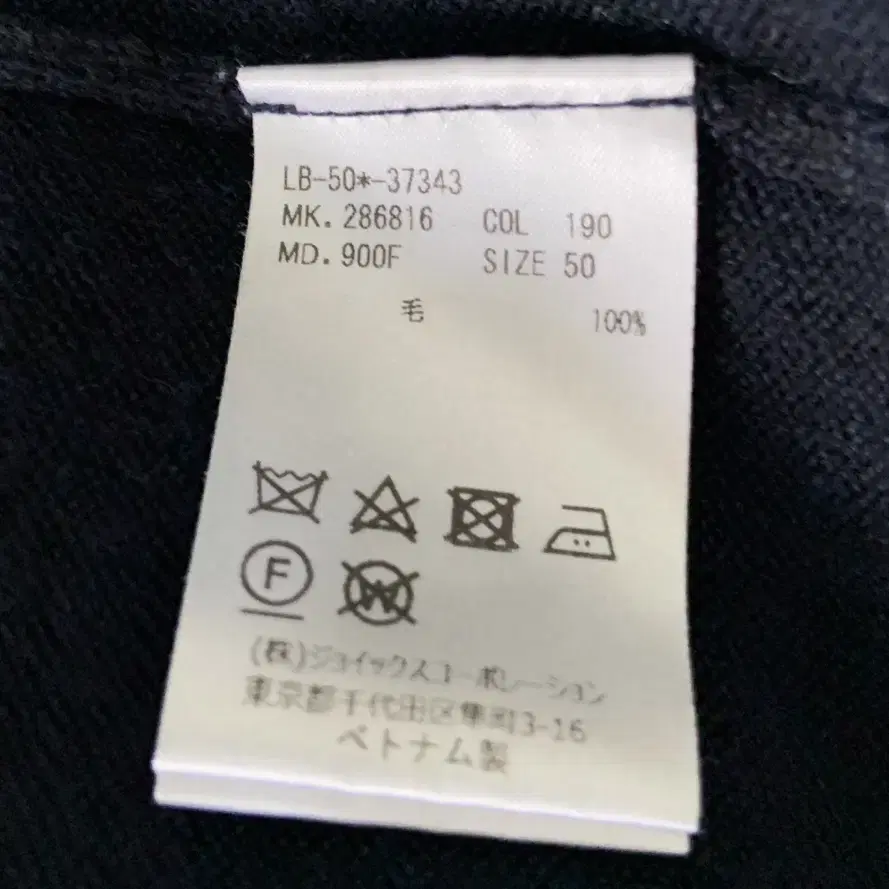 LB-50*-37343
MK. 286816 COL 190
MD. 900F SIZE 50
毛 100%
F
W
(株)ジョイックスコーポレーション
東京都千代田区隼町3-16
ベトナム製